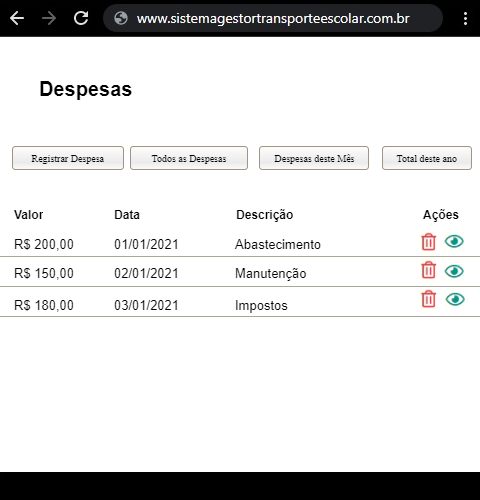 www.sistemagestortransporteescolar.com.br
Despesas
Registrar Despesa Todos as Despesas Despesas deste Mês Total deste ano
Valor Data Descrição Ações
R$ 200,00 01/01/2021 Abastecimento
R$ 150,00 02/01/2021 Manutenção
R$ 180,00 03/01/2021 Impostos